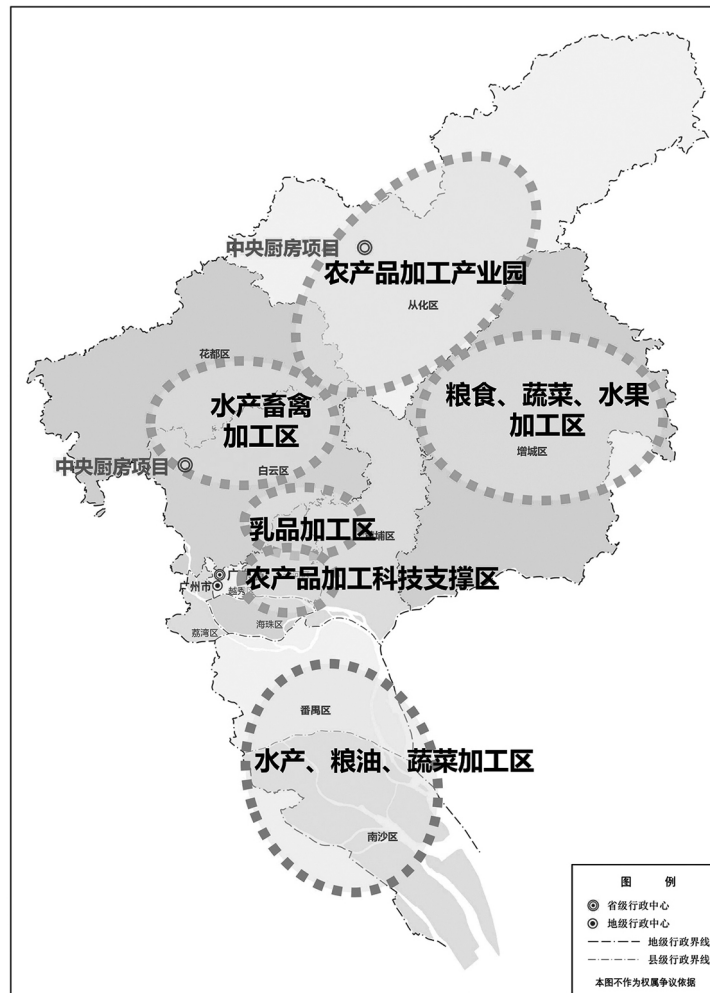 中央厨房项目
农产品加工产业园
从化区
花都区
水产畜禽
加工区
粮食、蔬菜、水果
加工区
增城区
中央厨房项目
白云区
乳品加工区
埔区
广
农产品加工科技支撑区
广州市
越秀
海珠区
荔湾区
番禺区
水产、粮油、蔬菜加工区
南沙区
图 例
省级行政中心
地级行政中心
地级行政界线
县级行政界线
本图不作为权属争议依据